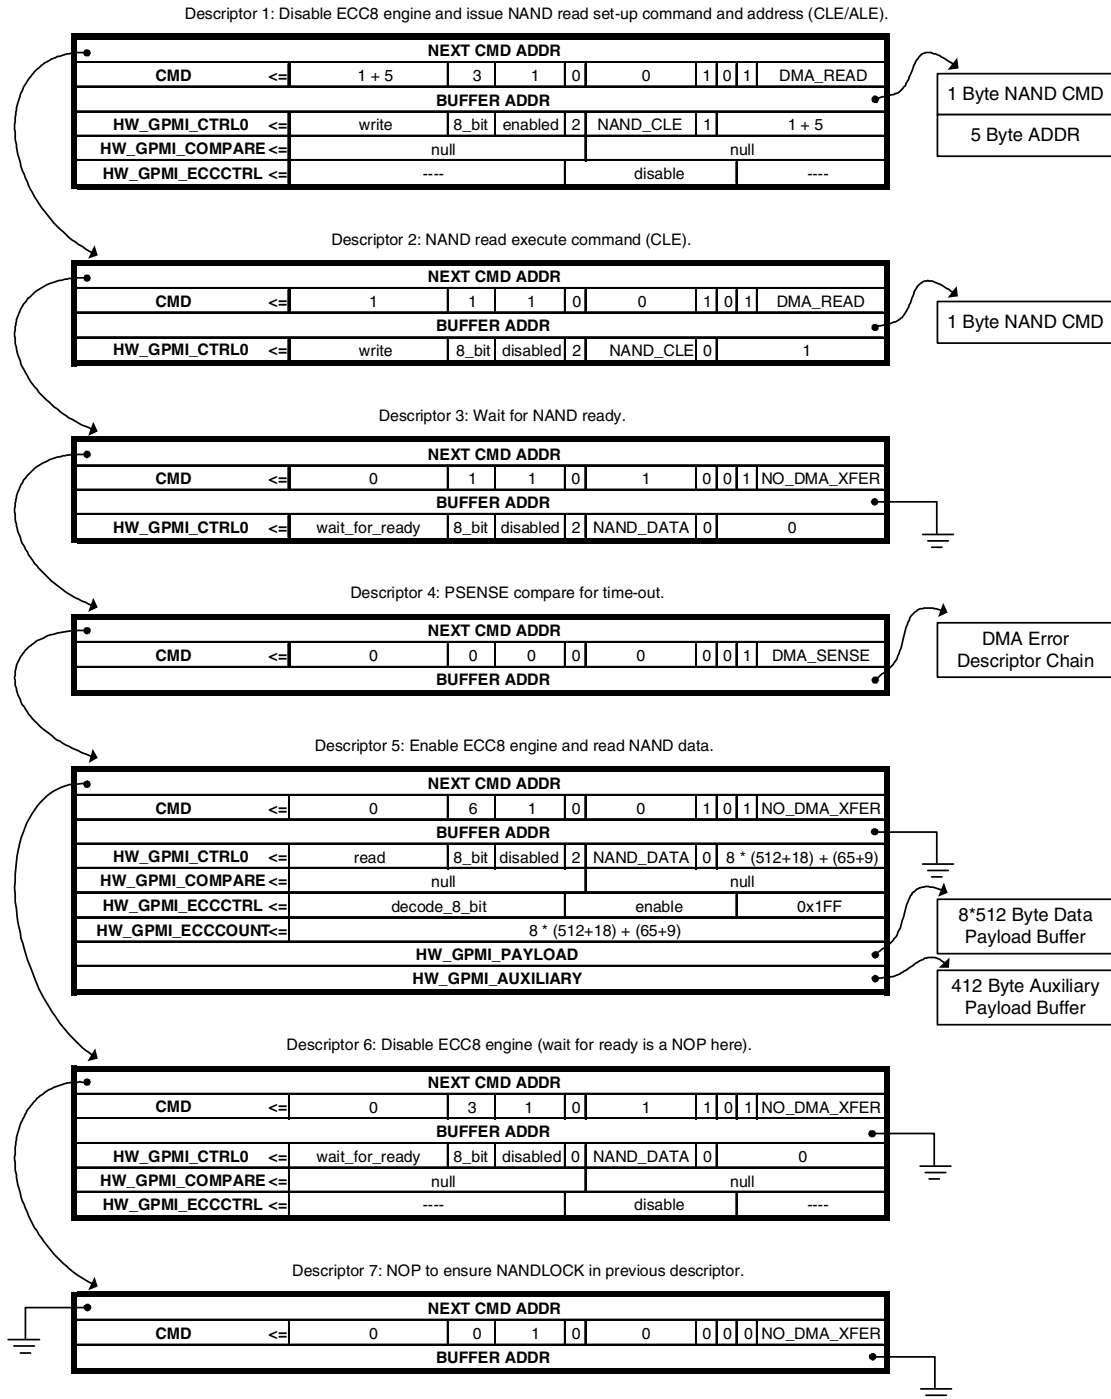 Descriptor 1: Disable ECC8 engine and issue NAND read set-up command and address (CLE/ALE).
NEXT CMD ADDR
CMD <= 1 + 5 3 1 0 0 1 0 1 DMA_READ
BUFFER ADDR
HW_GPMI_CTRL0 <= write 8_bit enabled 2 NAND_CLE 1 1 + 5
HW_GPMI_COMPARE <= null null
HW_GPMI_ECCCTRL <= ---- disable ----
1 Byte NAND CMD
5 Byte ADDR
Descriptor 2: NAND read execute command (CLE).
NEXT CMD ADDR
CMD <= 1 1 1 0 0 1 0 1 DMA_READ
BUFFER ADDR
HW_GPMI_CTRL0 <= write 8_bit disabled 2 NAND_CLE 0 1
1 Byte NAND CMD
Descriptor 3: Wait for NAND ready.
NEXT CMD ADDR
CMD <= 0 1 1 0 1 0 0 1 NO_DMA_XFER
BUFFER ADDR
HW_GPMI_CTRL0 <= wait_for_ready 8_bit disabled 2 NAND_DATA 0 0
Descriptor 4: PSENSE compare for time-out.
NEXT CMD ADDR
CMD <= 0 0 0 0 0 0 0 1 DMA_SENSE
BUFFER ADDR
DMA Error
Descriptor Chain
Descriptor 5: Enable ECC8 engine and read NAND data.
NEXT CMD ADDR
CMD <= 0 6 1 0 0 1 0 1 NO_DMA_XFER
BUFFER ADDR
HW_GPMI_CTRL0 <= read 8_bit disabled 2 NAND_DATA 0 8 * (512+18) + (65+9)
HW_GPMI_COMPARE <= null null
HW_GPMI_ECCCTRL <= decode_8_bit enable 0x1FF
HW_GPMI_ECCCOUNT<= 8 * (512+18) + (65+9)
HW_GPMI_PAYLOAD
HW_GPMI_AUXILIARY
8*512 Byte Data
Payload Buffer
412 Byte Auxiliary
Payload Buffer
Descriptor 6: Disable ECC8 engine (wait for ready is a NOP here).
NEXT CMD ADDR
CMD <= 0 3 1 0 1 1 0 1 NO_DMA_XFER
BUFFER ADDR
HW_GPMI_CTRL0 <= wait_for_ready 8_bit disabled 0 NAND_DATA 0 0
HW_GPMI_COMPARE <= null null
HW_GPMI_ECCCTRL <= ---- disable ----
Descriptor 7: NOP to ensure NANDLOCK in previous descriptor.
NEXT CMD ADDR
CMD <= 0 0 1 0 0 0 0 0 NO_DMA_XFER
BUFFER ADDR